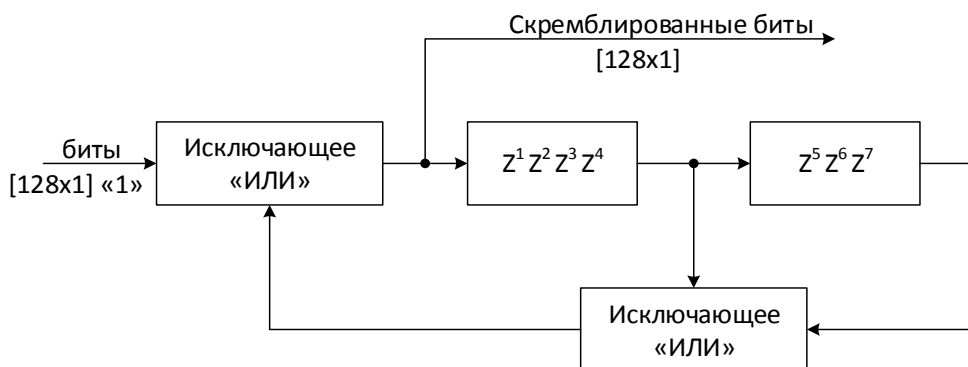 Скремблированные биты
[128x1]
биты
[128x1] «1»
Исключающее
«ИЛИ»
Z¹ Z² Z³ Z⁴
Z⁵ Z⁶ Z⁷
Исключающее
«ИЛИ»